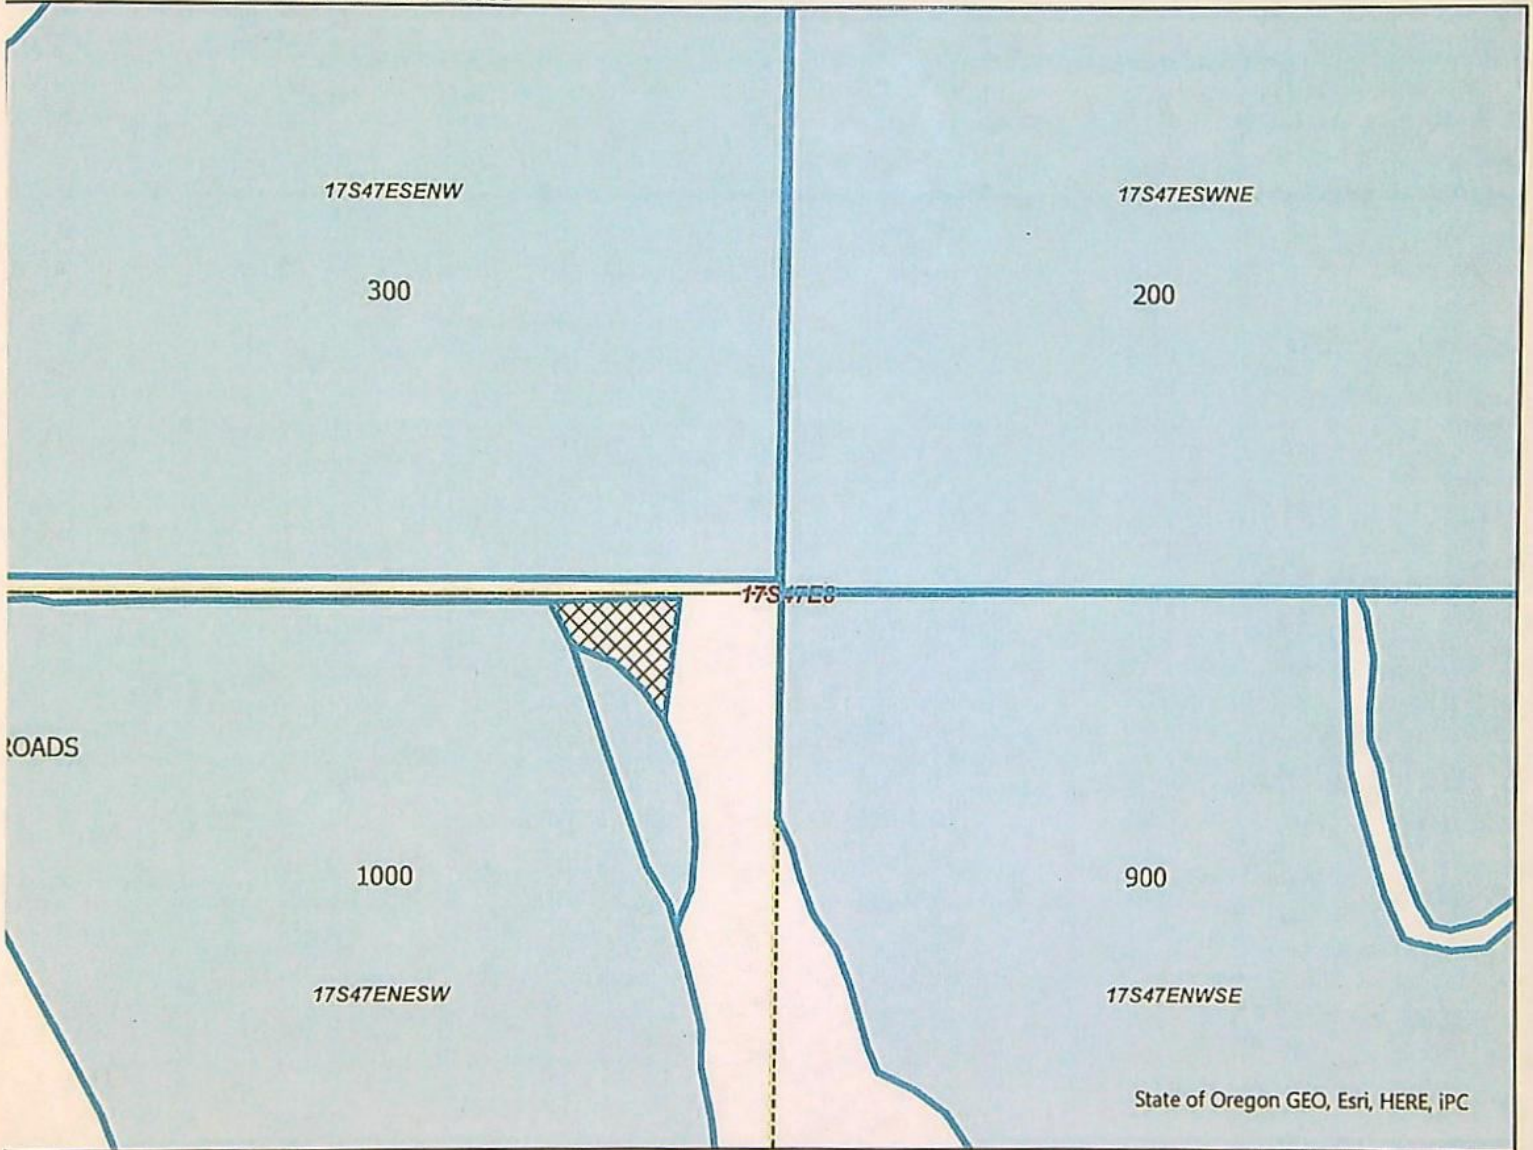 17S47ESENW
17S47ESWNE
300
200
17S47E8
ROADS
1000
900
17S47ENESW
17S47ENWSE
State of Oregon GEO, Esri, HERE, iPC